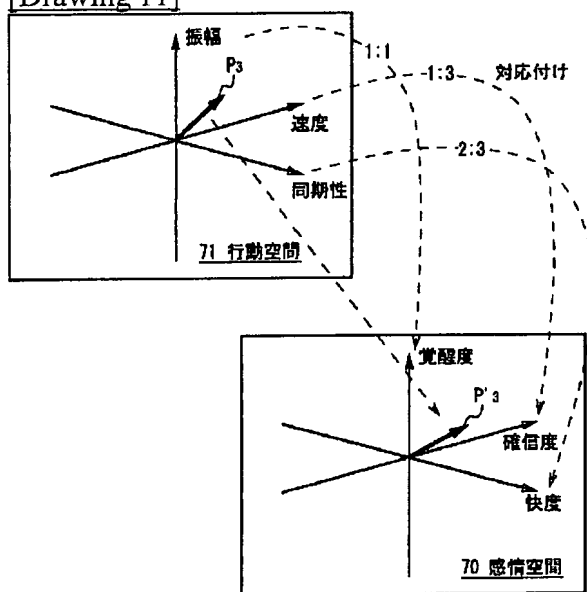 [Drawing 11]
振幅
P3
1:1
1:3
対応付け
速度
2:3
同期性
71 行動空間
覚醒度
P'3
確信度
快度
70 感情空間